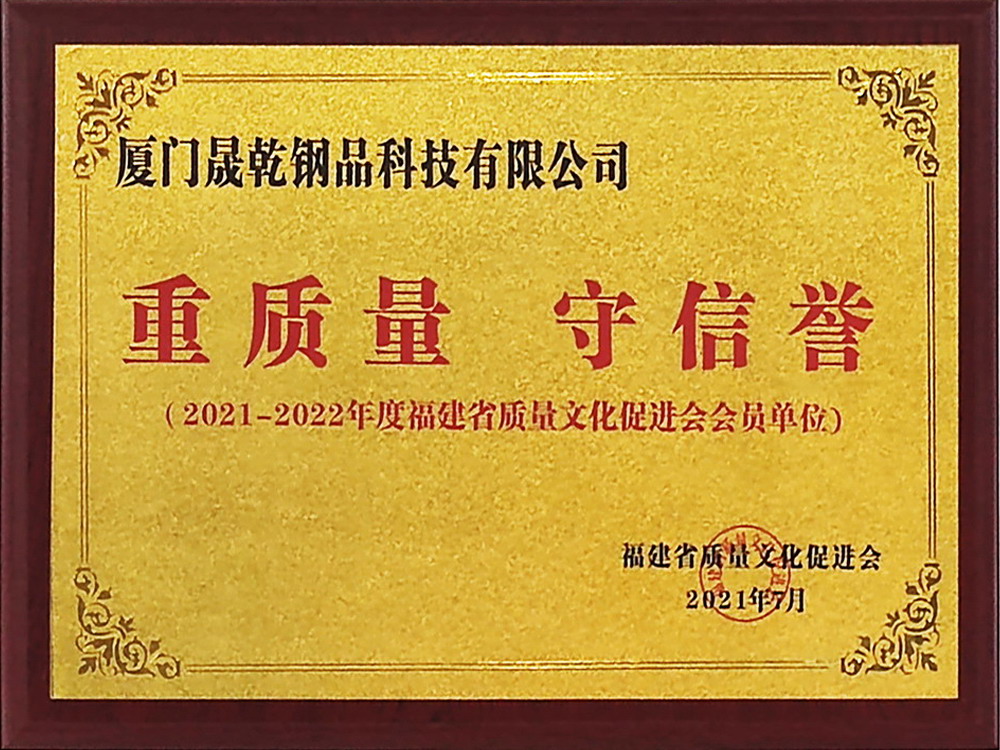 厦门晟乾钢品科技有限公司
重质量 守信誉
(2021-2022年度福建省质量文化促进会会员单位)
福建省质量文化促进会
2021年7月